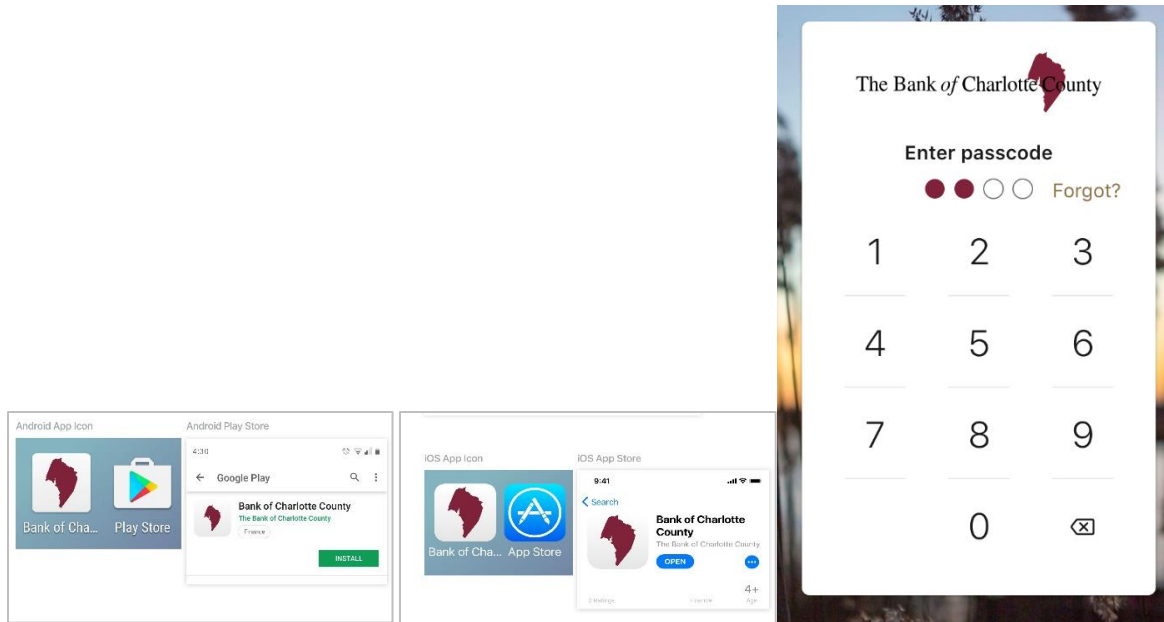 Android App Icon
Bank of Cha...
Play Store
Android Play Store
4:30
Google Play
Bank of Charlotte County
The Bank of Charlotte County
Finance
INSTALL
iOS App Icon
Bank of Cha...
App Store
iOS App Store
9:41
Search
Bank of Charlotte
County
The Bank of Charlotte County
OPEN
4+
Age
Finance
The Bank of Charlotte County
Enter passcode
Forgot?
1 2 3
4 5 6
7 8 9
0